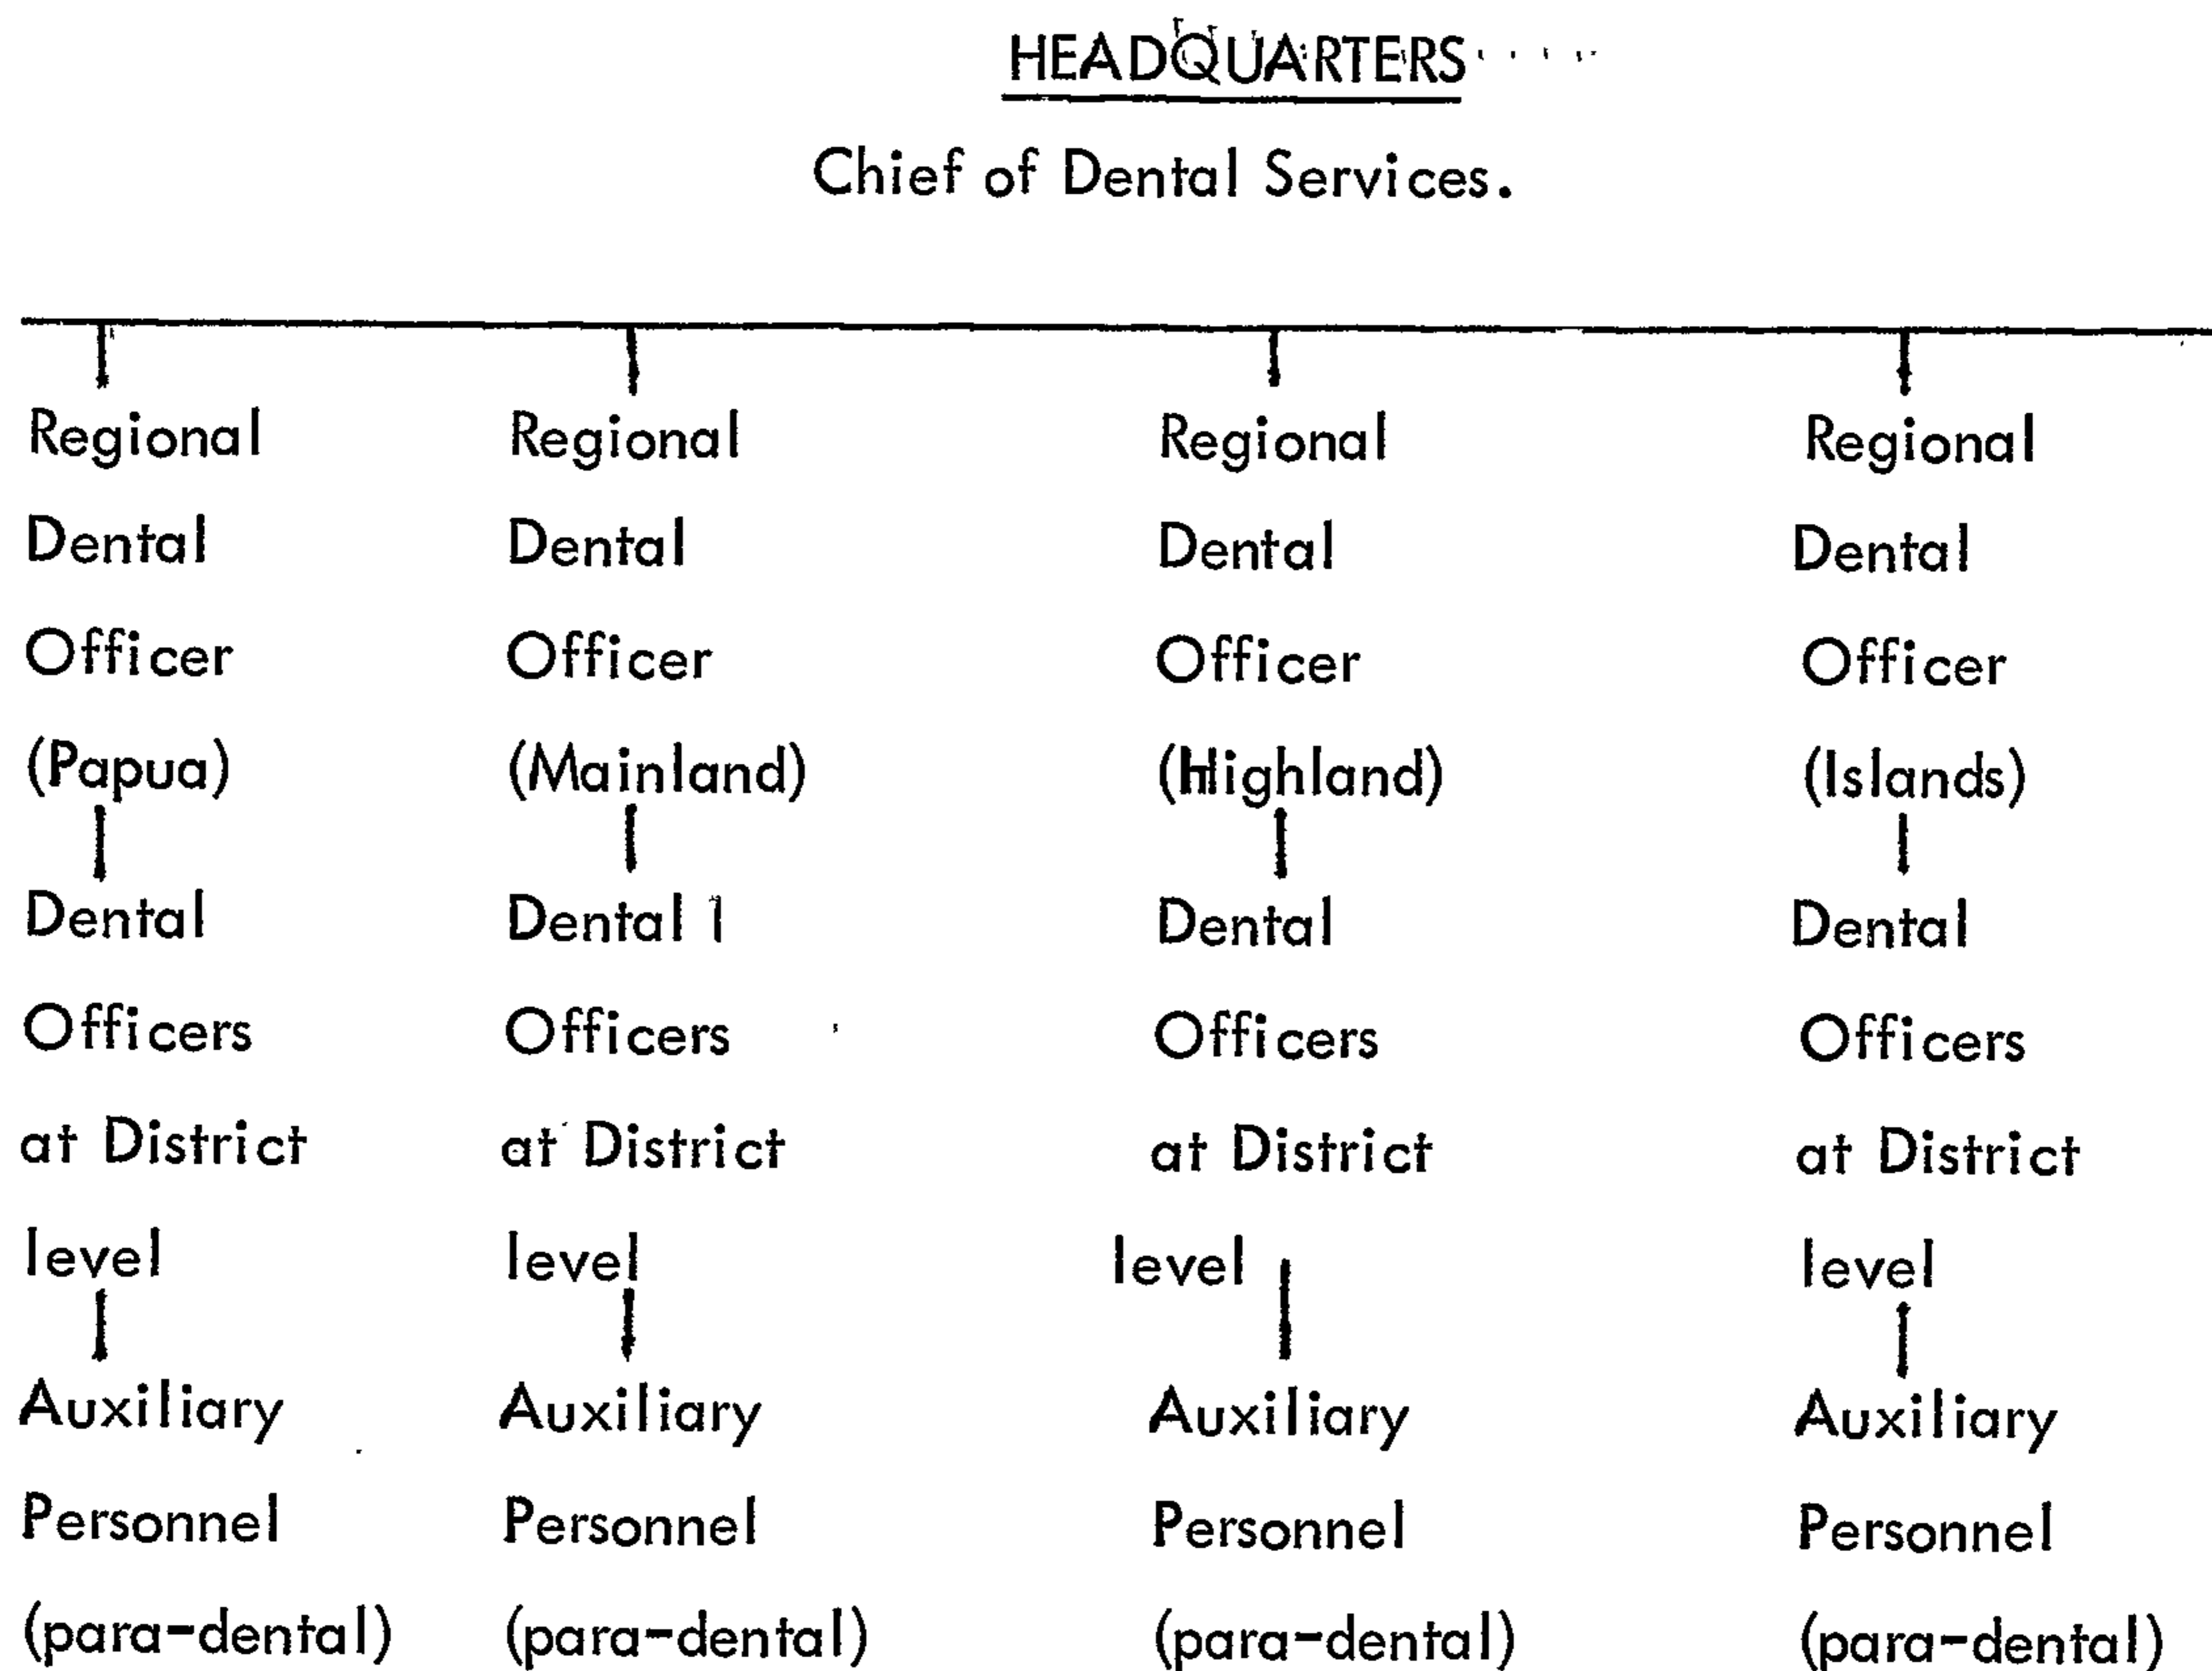 HEADQUARTERS
Chief of Dental Services.
Regional Regional Regional Regional
Dental Dental Dental Dental
Officer Officer Officer Officer
(Papua) (Mainland) (Highland) (Islands)
Dental Dental l Dental Dental
Officers Officers Officers Officers
at District at District at District at District
level level level level
Auxiliary Auxiliary Auxiliary Auxiliary
Personnel Personnel Personnel Personnel
(para-dental) (para-dental) (para-dental) (para-dental)